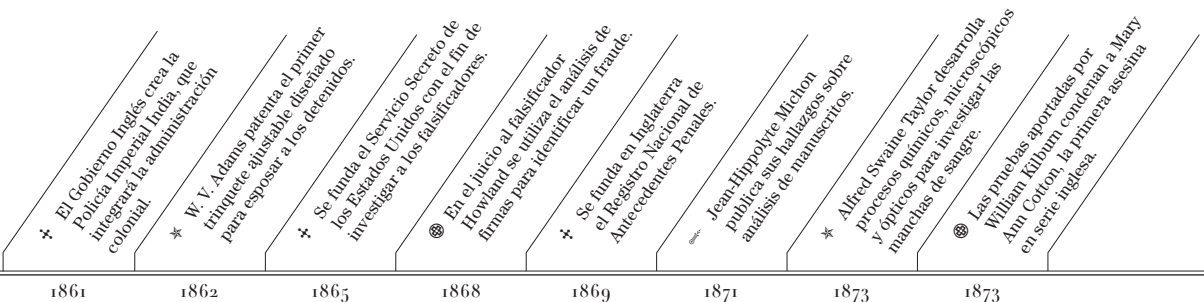 El Gobierno Inglés crea la
Policía Imperial India, que
integrará la administración
colonial.
W. V. Adams patenta el primer
trinquete ajustable diseñado
para esposar a los detenidos.
Se funda el Servicio Secreto de
los Estados Unidos con el fin de
investigar a los falsificadores.
En el juicio al falsificador
Howland se utiliza el análisis de
firmas para identificar un fraude.
Se funda en Inglaterra
el Registro Nacional de
Antecedentes Penales.
Jean-Hippolyte Michon
publica sus hallazgos sobre
análisis de manuscritos.
Alfred Swaine Taylor desarrolla
procesos químicos, microscópicos
y ópticos para investigar las
manchas de sangre.
Las pruebas aportadas por
William Kilburn condenan a Mary
Ann Cotton, la primera asesina
en serie inglesa.
1861
1862
1865
1868
1869
1871
1873
1873